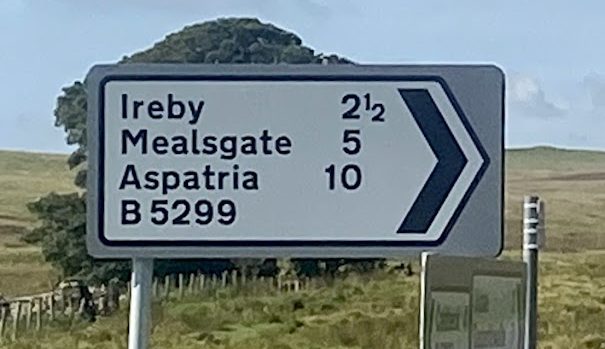 Ireby 2½
Mealsgate 5
Aspatria 10
B 5299